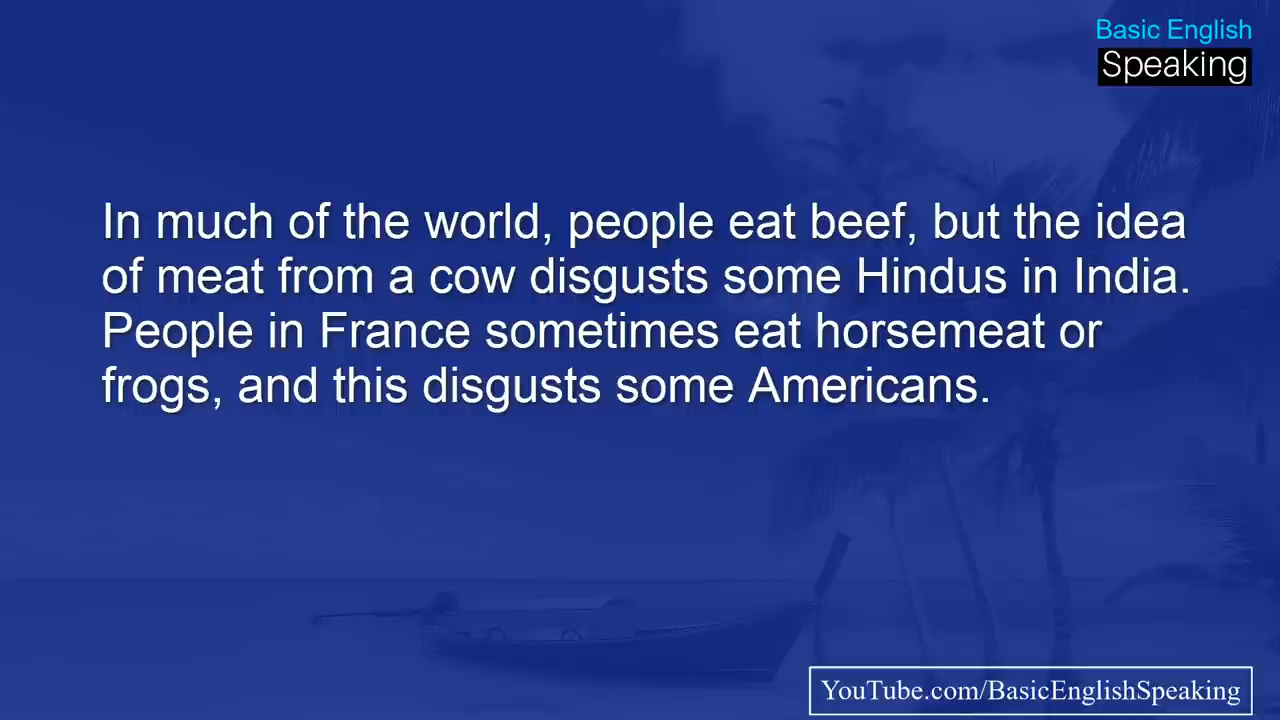 Basic English
Speaking
In much of the world, people eat beef, but the idea
of meat from a cow disgusts some Hindus in India.
People in France sometimes eat horsemeat or
frogs, and this disgusts some Americans.
YouTube.com/BasicEnglishSpeaking